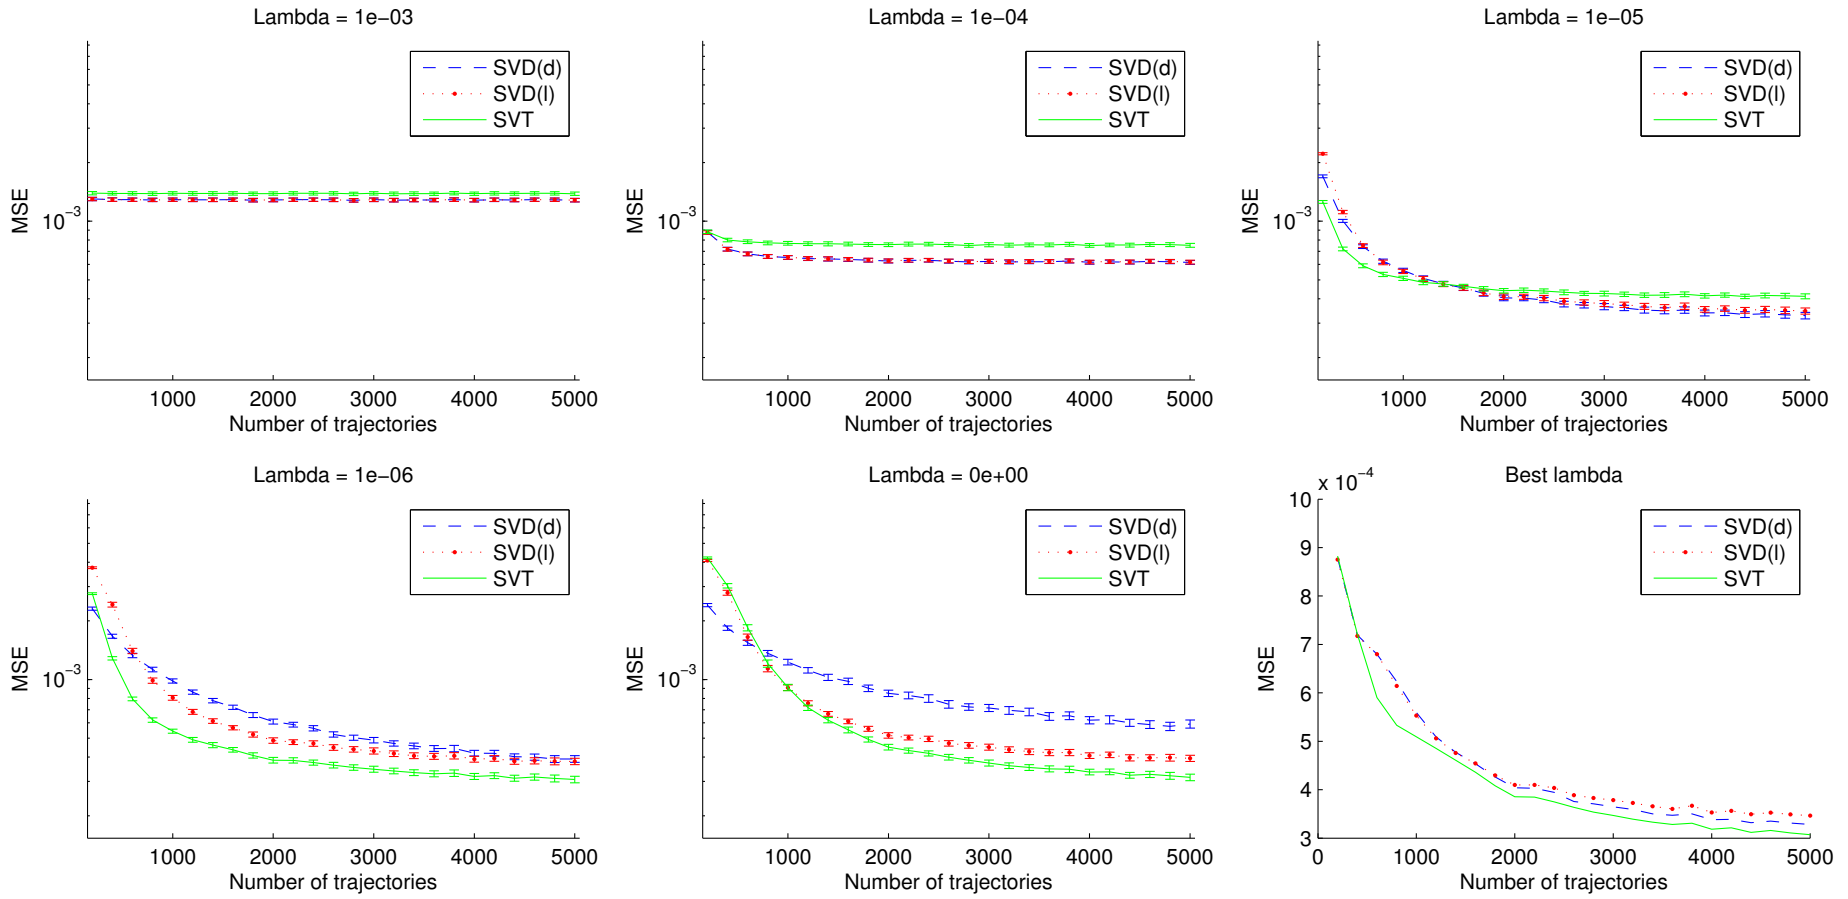 Lambda = 1e−03
SVD(d)
SVD(l)
SVT
MSE
10^−3
1000 2000 3000 4000 5000
Number of trajectories
Lambda = 1e−04
SVD(d)
SVD(l)
SVT
MSE
10^−3
1000 2000 3000 4000 5000
Number of trajectories
Lambda = 1e−05
SVD(d)
SVD(l)
SVT
MSE
10^−3
1000 2000 3000 4000 5000
Number of trajectories
Lambda = 1e−06
SVD(d)
SVD(l)
SVT
MSE
10^−3
1000 2000 3000 4000 5000
Number of trajectories
Lambda = 0e+00
SVD(d)
SVD(l)
SVT
MSE
10^−3
1000 2000 3000 4000 5000
Number of trajectories
Best lambda
x 10^−4
SVD(d)
SVD(l)
SVT
MSE
10
9
8
7
6
5
4
3
0 1000 2000 3000 4000 5000
Number of trajectories